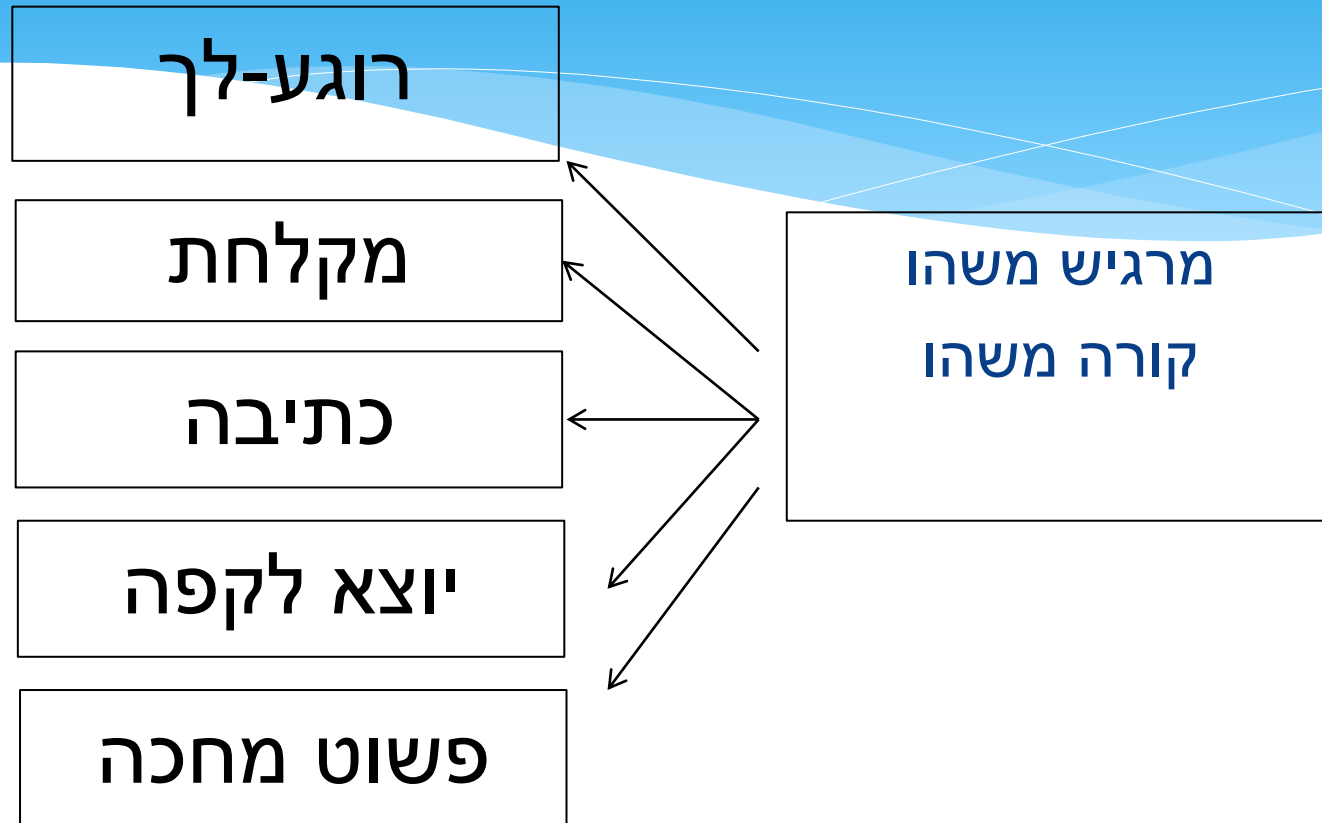 מרגיש משהו
קורה משהו
רוגע-לך
מקלחת
כתיבה
יוצא לקפה
פשוט מחכה